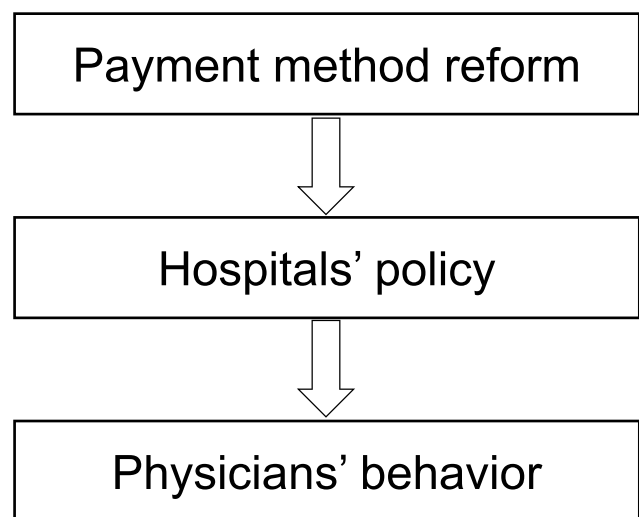 Payment method reform
Hospitals’ policy
Physicians’ behavior